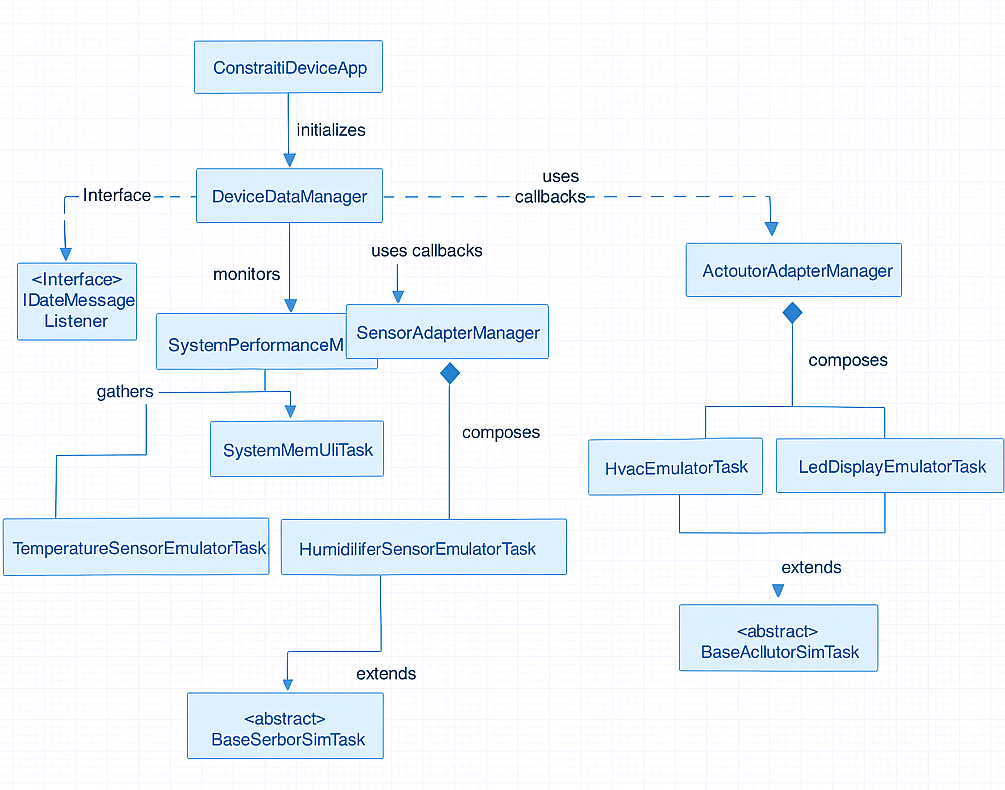 ConstraitiDeviceApp
initializes
DeviceDataManager
Interface
uses
callbacks
<Interface>
IDateMessage
Listener
monitors
uses callbacks
ActoutorAdapterManager
SystemPerformanceM
SensorAdapterManager
composes
gathers
SystemMemUliTask
composes
HvacEmulatorTask
LedDisplayEmulatorTask
TemperatureSensorEmulatorTask
HumidiliferSensorEmulatorTask
extends
<abstract>
BaseAcllutorSimTask
extends
<abstract>
BaseSerborSimTask